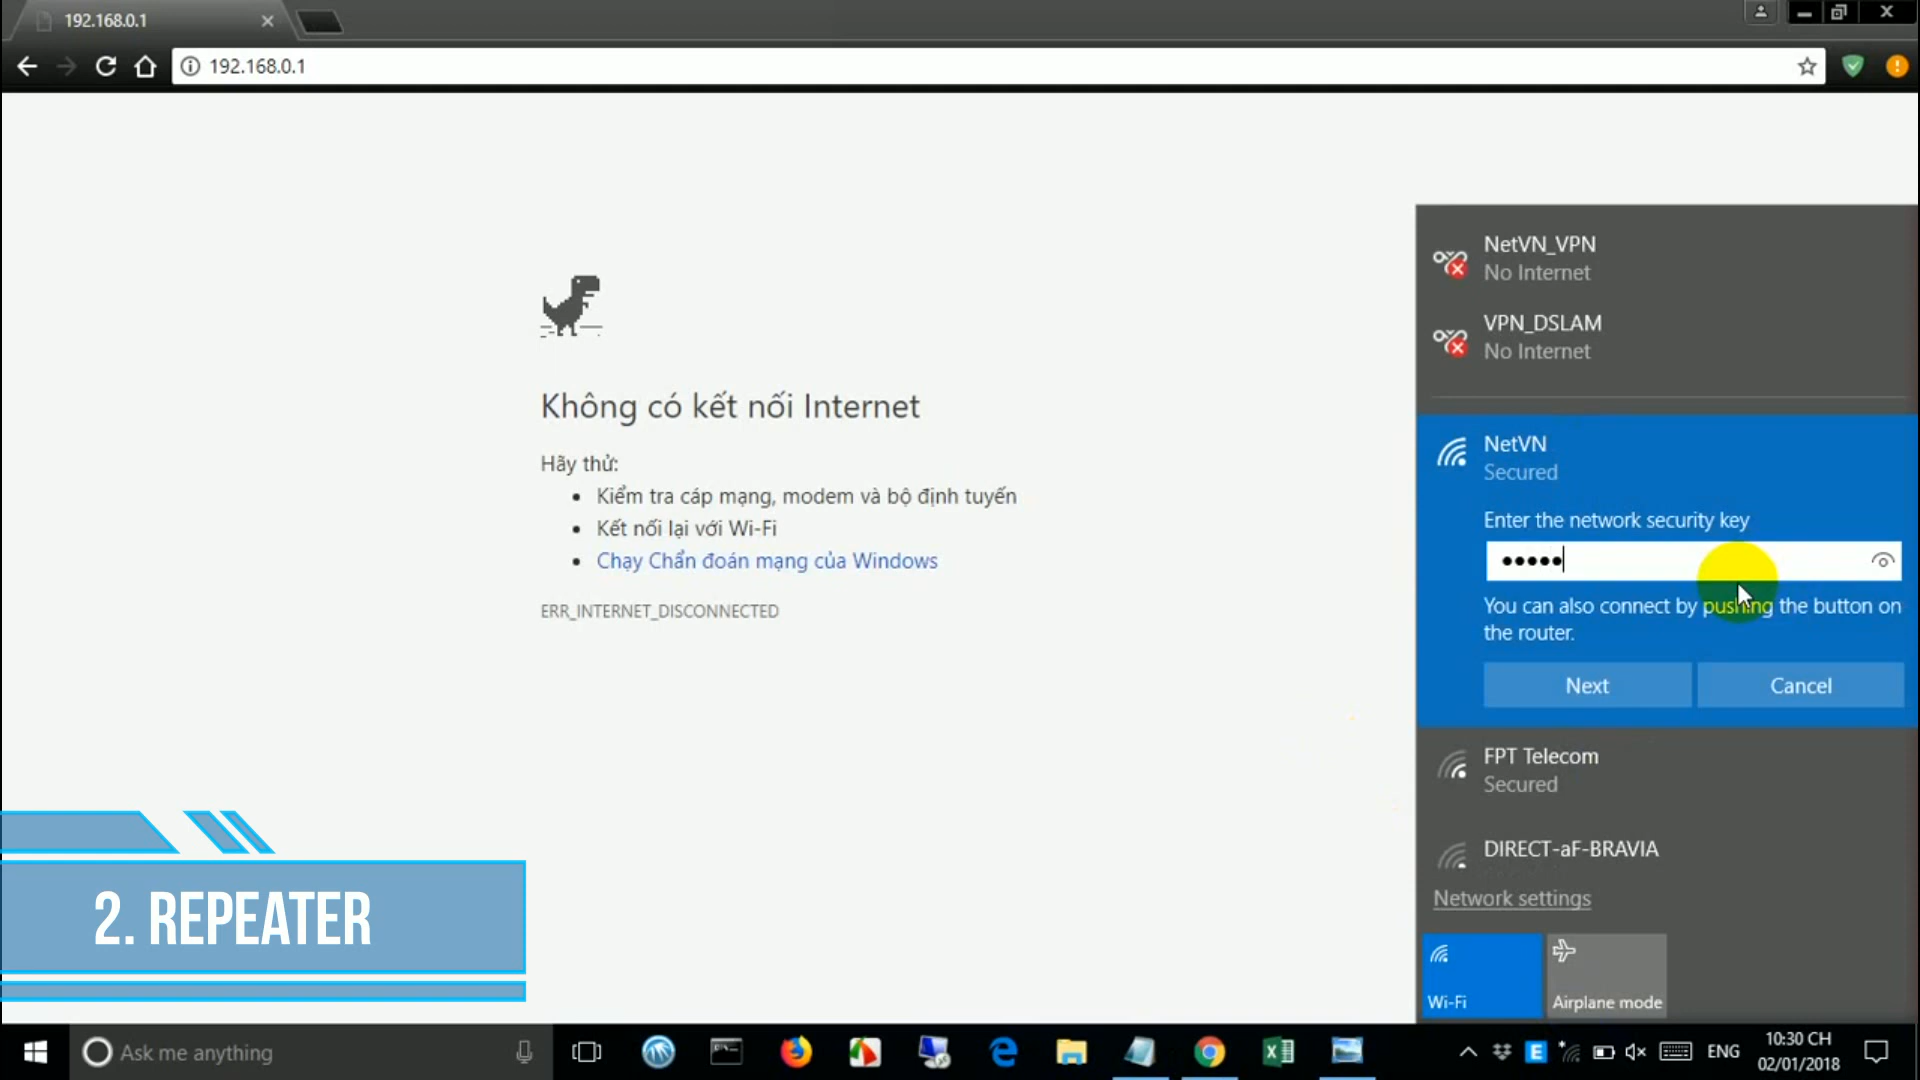 192.168.0.1
192.168.0.1
NetVN_VPN
No Internet
VPN_DSLAM
No Internet
Không có kết nối Internet
Hãy thử:
Kiểm tra cáp mạng, modem và bộ định tuyến
Kết nối lại với Wi-Fi
Chạy Chẩn đoán mạng của Windows
ERR_INTERNET_DISCONNECTED
NetVN
Secured
Enter the network security key
You can also connect by pushing the button on
the router.
Next
Cancel
FPT Telecom
Secured
DIRECT-aF-BRAVIA
Network settings
Wi-Fi
Airplane mode
2. REPEATER
Ask me anything
ENG
10:30 CH
02/01/2018